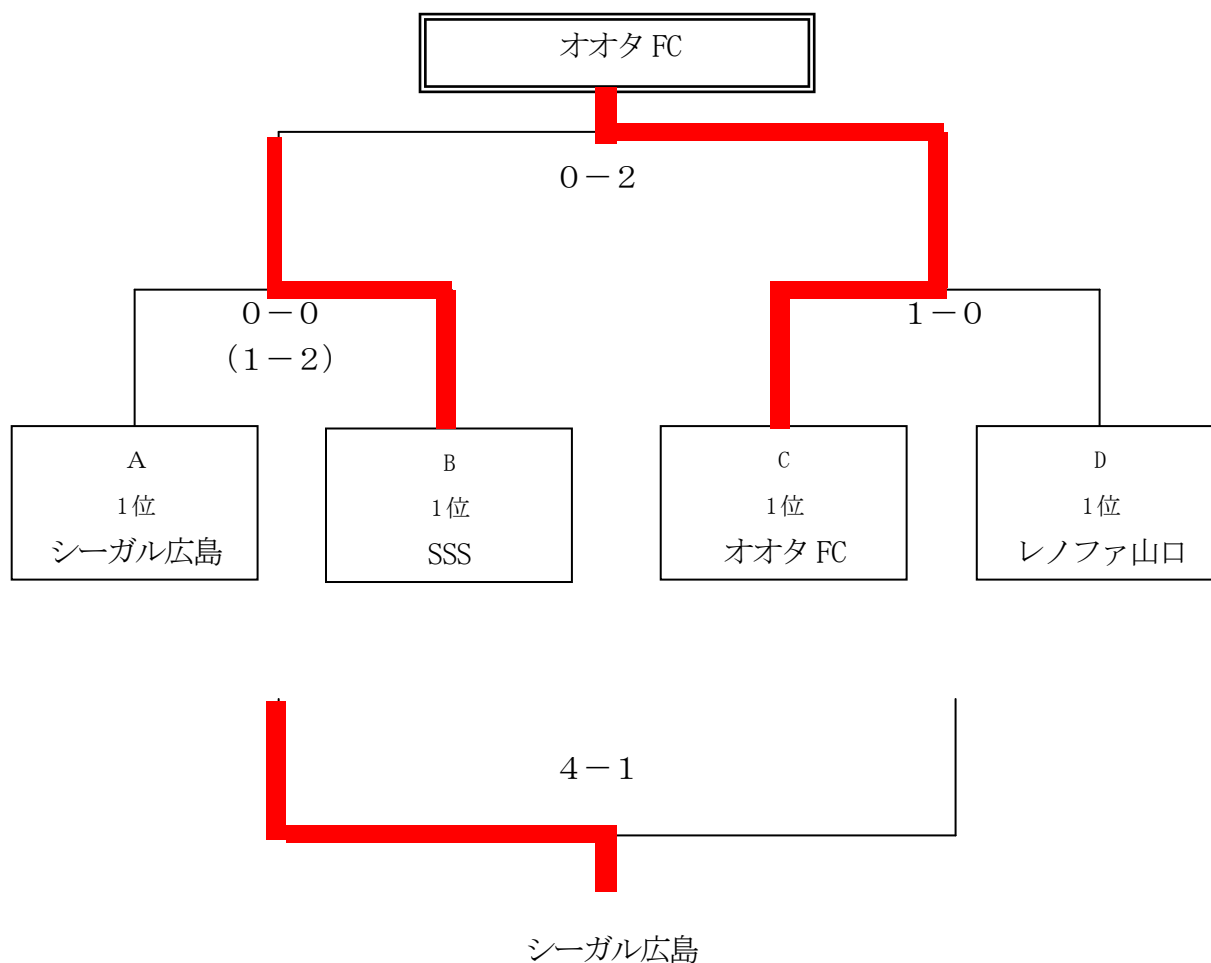 オオタ FC
0－2
0－0
1－0
(1－2)
A
1位
シーガル広島
B
1位
SSS
C
1位
オオタ FC
D
1位
レノファ山口
4－1
シーガル広島